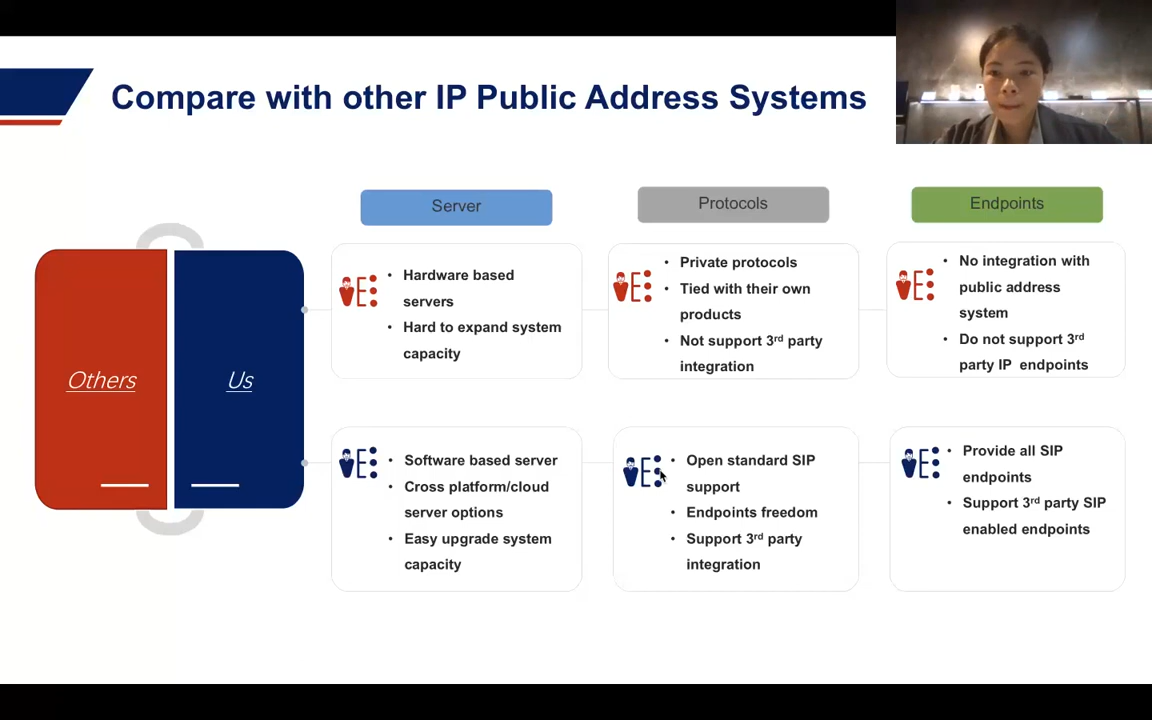 Compare with other IP Public Address Systems
Server
Protocols
Endpoints
Others
Us
• Hardware based
servers
• Hard to expand system
capacity
• Private protocols
• Tied with their own
products
• Not support 3rd party
integration
• No integration with
public address
system
• Do not support 3rd
party IP endpoints
• Software based server
• Cross platform/cloud
server options
• Easy upgrade system
capacity
• Open standard SIP
support
• Endpoints freedom
• Support 3rd party
integration
• Provide all SIP
endpoints
• Support 3rd party SIP
enabled endpoints